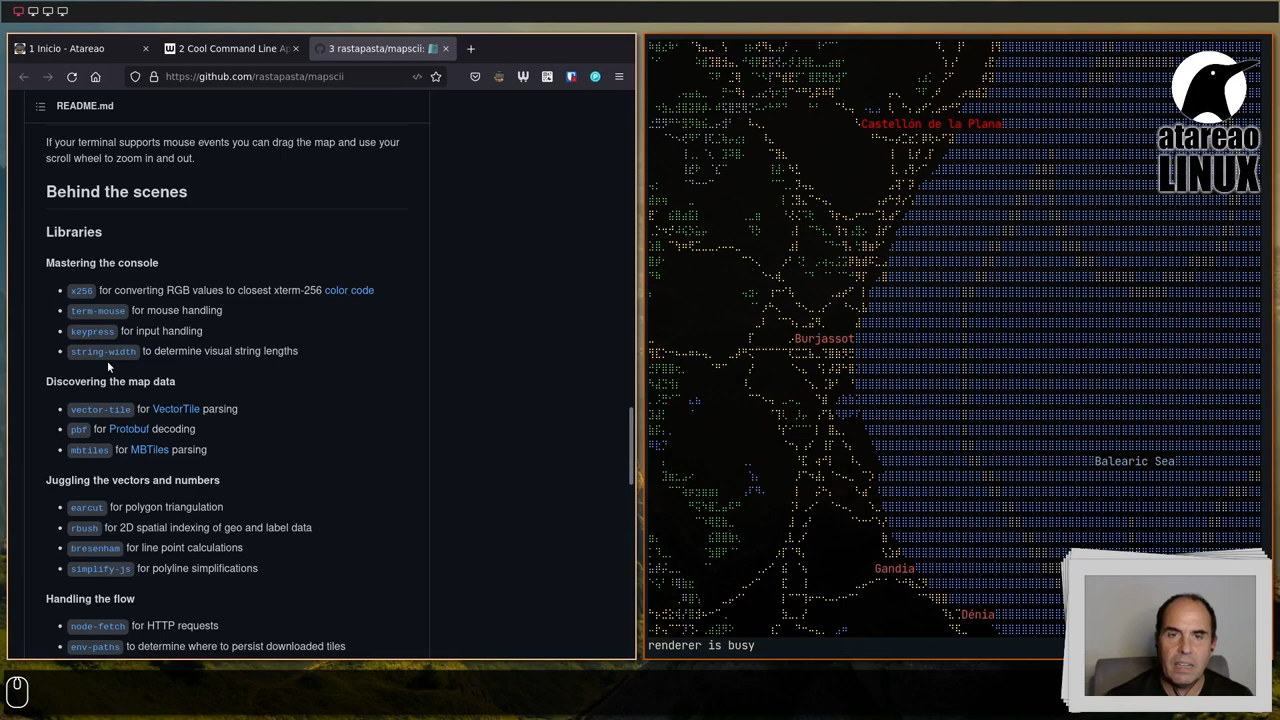 1 Inicio - Atareao
2 Cool Command Line Ap
3 rastapasta/mapscii:
https://github.com/rastapasta/mapscii
README.md
If your terminal supports mouse events you can drag the map and use your
scroll wheel to zoom in and out.
Behind the scenes
Libraries
Mastering the console
x256 for converting RGB values to closest xterm-256 color code
term-mouse for mouse handling
keypress for input handling
string-width to determine visual string lengths
Discovering the map data
vector-tile for VectorTile parsing
pbf for Protobuf decoding
mbtiles for MBTiles parsing
Juggling the vectors and numbers
earcut for polygon triangulation
rbush for 2D spatial indexing of geo and label data
bresenham for line point calculations
simplify-js for polyline simplifications
Handling the flow
node-fetch for HTTP requests
env-paths to determine where to persist downloaded tiles
Castellón de la Plana
Burjassot
Balearic Sea
Gandia
Dénia
renderer is busy
atareao
LINUX